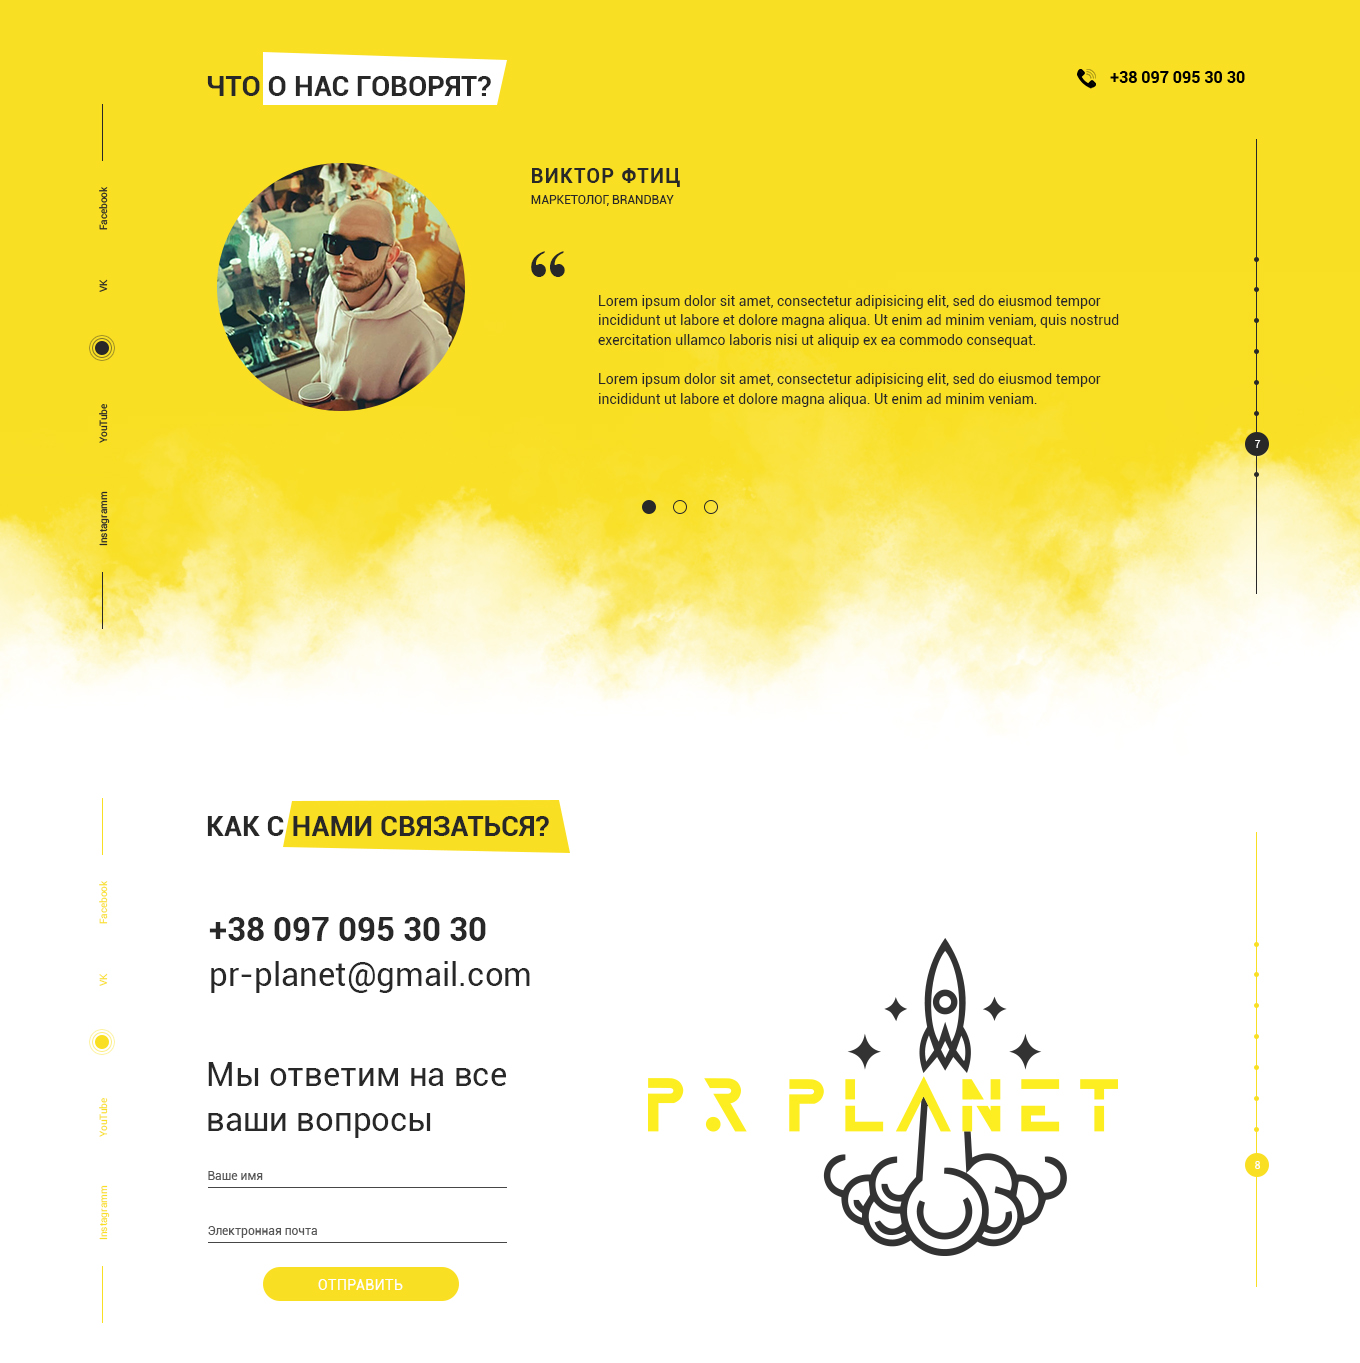 ЧТО О НАС ГОВОРЯТ?
+38 097 095 30 30
Facebook
VK
YouTube
Instagramm
ВИКТОР ФТИЦ
МАРКЕТОЛОГ, BRANDBAY
“
Lorem ipsum dolor sit amet, consectetur adipisicing elit, sed do eiusmod tempor
incididunt ut labore et dolore magna aliqua. Ut enim ad minim veniam, quis nostrud
exercitation ullamco laboris nisi ut aliquip ex ea commodo consequat.
Lorem ipsum dolor sit amet, consectetur adipisicing elit, sed do eiusmod tempor
incididunt ut labore et dolore magna aliqua. Ut enim ad minim veniam.
7
КАК С НАМИ СВЯЗАТЬСЯ?
Facebook
VK
YouTube
Instagramm
+38 097 095 30 30
pr-planet@gmail.com
Мы ответим на все
ваши вопросы
Ваше имя
Электронная почта
ОТПРАВИТЬ
PR PLANET
8